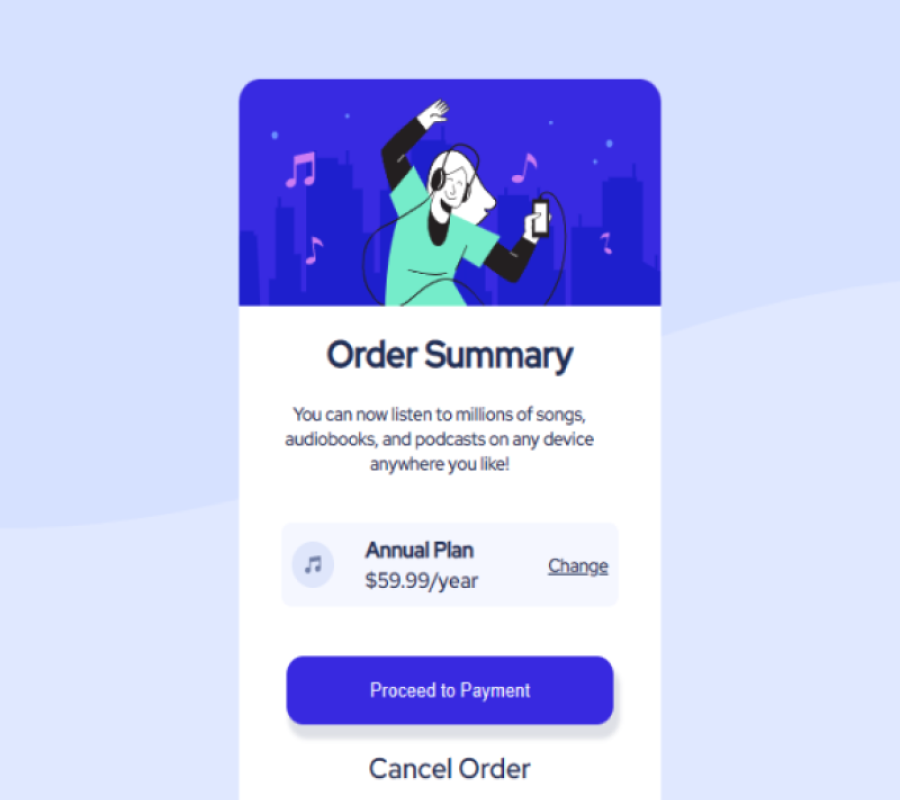 Order Summary
You can now listen to millions of songs,
audiobooks, and podcasts on any device
anywhere you like!
Annual Plan
$59.99/year
Change
Proceed to Payment
Cancel Order